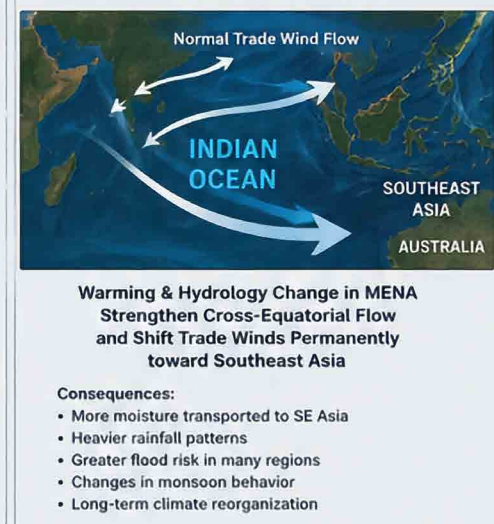 Normal Trade Wind Flow
INDIAN
OCEAN
SOUTHEAST
ASIA
AUSTRALIA
Warming & Hydrology Change in MENA
Strengthen Cross-Equatorial Flow
and Shift Trade Winds Permanently
toward Southeast Asia
Consequences:
• More moisture transported to SE Asia
• Heavier rainfall patterns
• Greater flood risk in many regions
• Changes in monsoon behavior
• Long-term climate reorganization